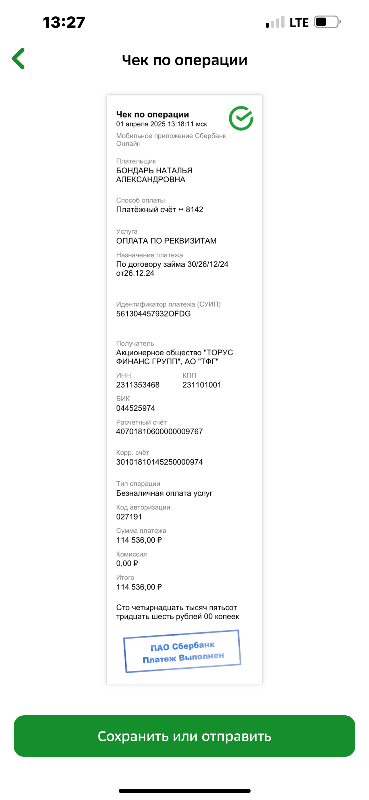 13:27
LTE
Чек по операции
Чек по операции
01 апреля 2025 13:18:11 мск
Мобильное приложение Сбербанк
Онлайн
Плательщик
БОНДАРЬ НАТАЛЬЯ
АЛЕКСАНДРОВНА
Способ оплаты
Платёжный счёт •• 8142
Услуга
ОПЛАТА ПО РЕКВИЗИТАМ
Назначение платежа
По договору займа 30/26/12/24
от26.12.24
Идентификатор платежа (СУИП)
561304457932OFDG
Получатель
Акционерное общество "ТОРУС
ФИНАНС ГРУПП", АО "ТФГ"
ИНН КПП
2311353468 231101001
БИК
044525974
Расчётный счёт
40701810600000009767
Корр. счёт
30101810145250000974
Тип операции
Безналичная оплата услуг
Код авторизации
027191
Сумма платежа
114 536,00 ₽
Комиссия
0,00 ₽
Итого
114 536,00 ₽
Сто четырнадцать тысяч пятьсот
тридцать шесть рублей 00 копеек
ПАО Сбербанк
Платеж Выполнен
Сохранить или отправить